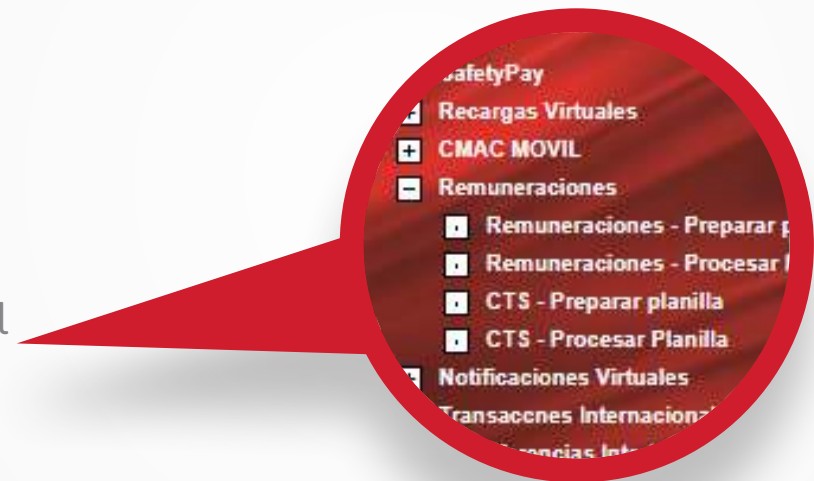 SafetyPay
Recargas Virtuales
CMAC MOVIL
Remuneraciones
Remuneraciones - Preparar
Remuneraciones - Procesar
CTS - Preparar planilla
CTS - Procesar Planilla
Notificaciones Virtuales
Transaccnes